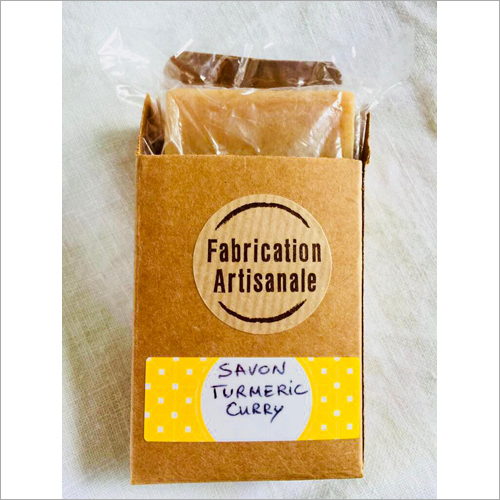 Fabrication
Artisanale
SAVON
TURMERIC
CURRY